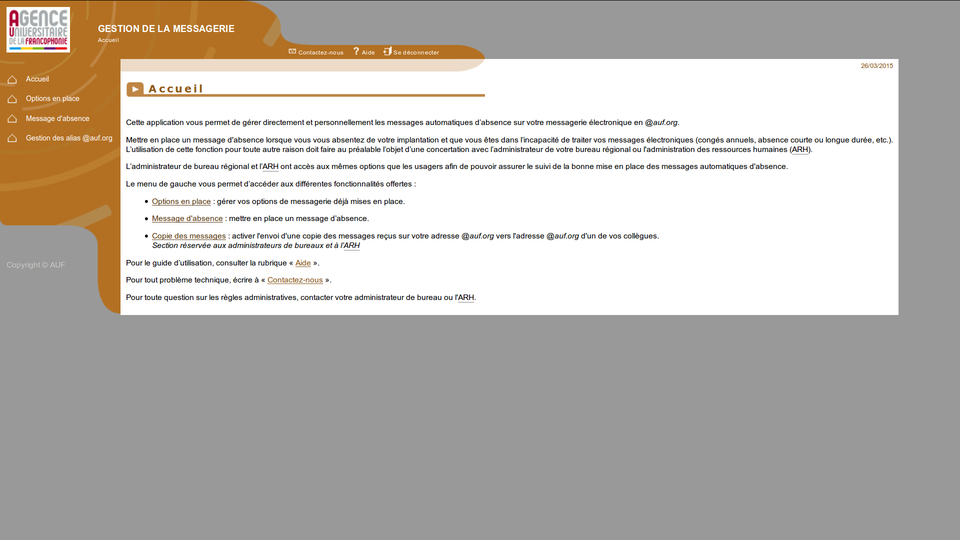 AGENCE
UNIVERSITAIRE
DE LA FRANCOPHONIE
GESTION DE LA MESSAGERIE
Accueil
Contactez-nous
Aide
Se déconnecter
26/03/2015
Accueil
Options en place
Message d'absence
Gestion des alias @auf.org
Copyright © AUF
Accueil
Cette application vous permet de gérer directement et personnellement les messages automatiques d'absence sur votre messagerie électronique en @auf.org.
Mettre en place un message d'absence lorsque vous vous absentez de votre implantation et que vous êtes dans l'incapacité de traiter vos messages électroniques (congés annuels, absence courte ou longue durée, etc.).
L'utilisation de cette fonction pour toute autre raison doit faire au préalable l'objet d'une concertation avec l'administrateur de votre bureau régional ou l'administration des ressources humaines (ARH).
L'administrateur de bureau régional et l'ARH ont accès aux mêmes options que les usagers afin de pouvoir assurer le suivi de la bonne mise en place des messages automatiques d'absence.
Le menu de gauche vous permet d'accéder aux différentes fonctionnalités offertes :
• Options en place : gérer vos options de messagerie déjà mises en place.
• Message d'absence : mettre en place un message d'absence.
• Copie des messages : activer l'envoi d'une copie des messages reçus sur votre adresse @auf.org vers l'adresse @auf.org d'un de vos collègues.
Section réservée aux administrateurs de bureaux et à l'ARH
Pour le guide d'utilisation, consulter la rubrique « Aide ».
Pour tout problème technique, écrire à « Contactez-nous ».
Pour toute question sur les règles administratives, contacter votre administrateur de bureau ou l'ARH.